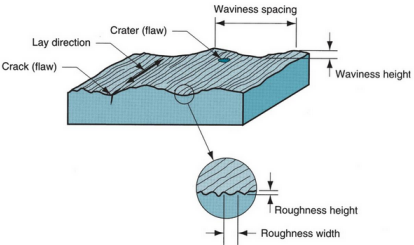 Waviness spacing
Crater (flaw)
Lay direction
Crack (flaw)
Waviness height
Roughness height
Roughness width